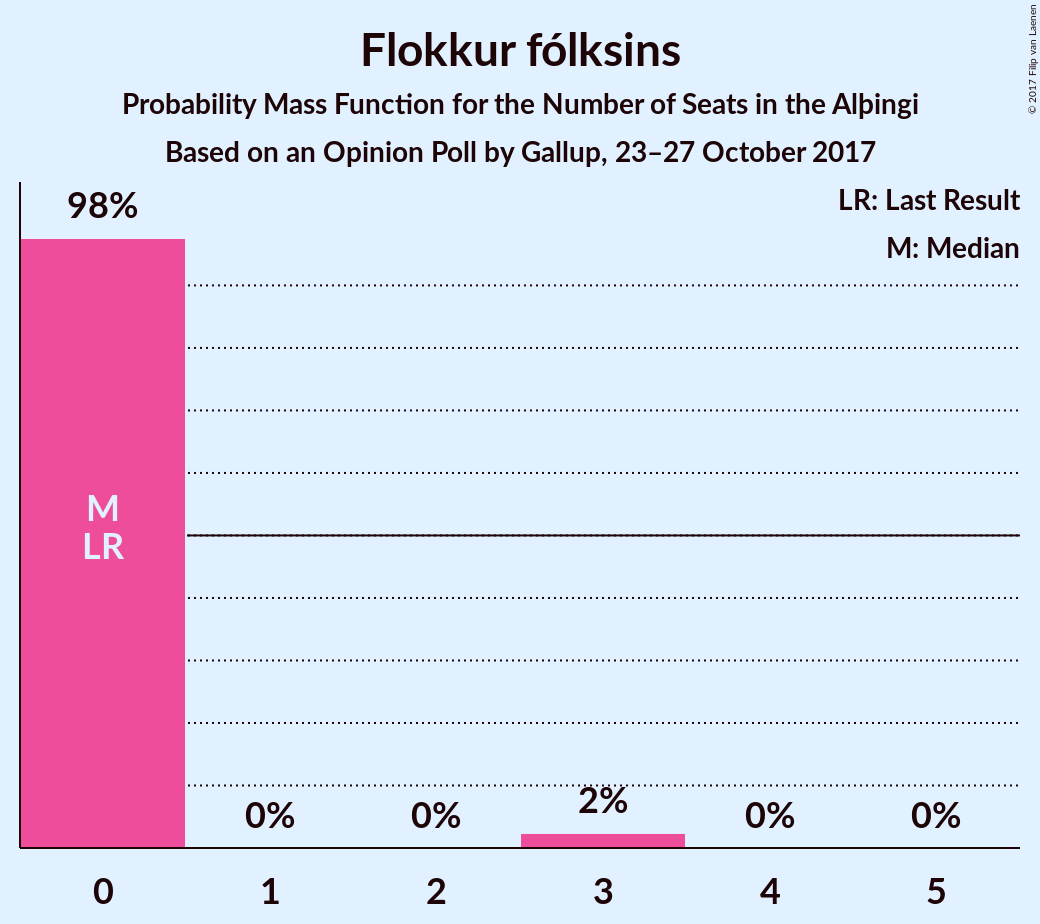 Flokkur fólksins
Probability Mass Function for the Number of Seats in the Alþingi
Based on an Opinion Poll by Gallup, 23–27 October 2017
© 2017 Filip van Laenen
LR: Last Result
M: Median
98%
M
LR
0%
0%
2%
0%
0%
0
1
2
3
4
5